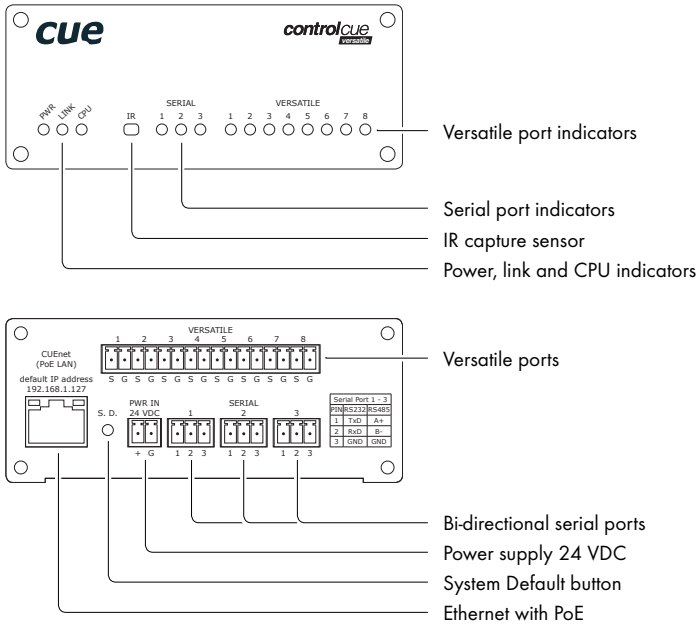 cue
controlcue
versatile
PWR LINK CPU
IR
SERIAL
1 2 3
VERSATILE
1 2 3 4 5 6 7 8
Versatile port indicators
Serial port indicators
IR capture sensor
Power, link and CPU indicators
VERSATILE
1 2 3 4 5 6 7 8
S G S G S G S G S G S G S G S G
Versatile ports
CUEnet
(PoE LAN)
default IP address
192.168.1.127
S. D.
PWR IN
24 VDC
+ G
SERIAL
1 2 3
1 2 3 1 2 3 1 2 3
Serial Port 1 - 3
PIN RS232 RS485
1 TxD A+
2 RxD B-
3 GND GND
Bi-directional serial ports
Power supply 24 VDC
System Default button
Ethernet with PoE